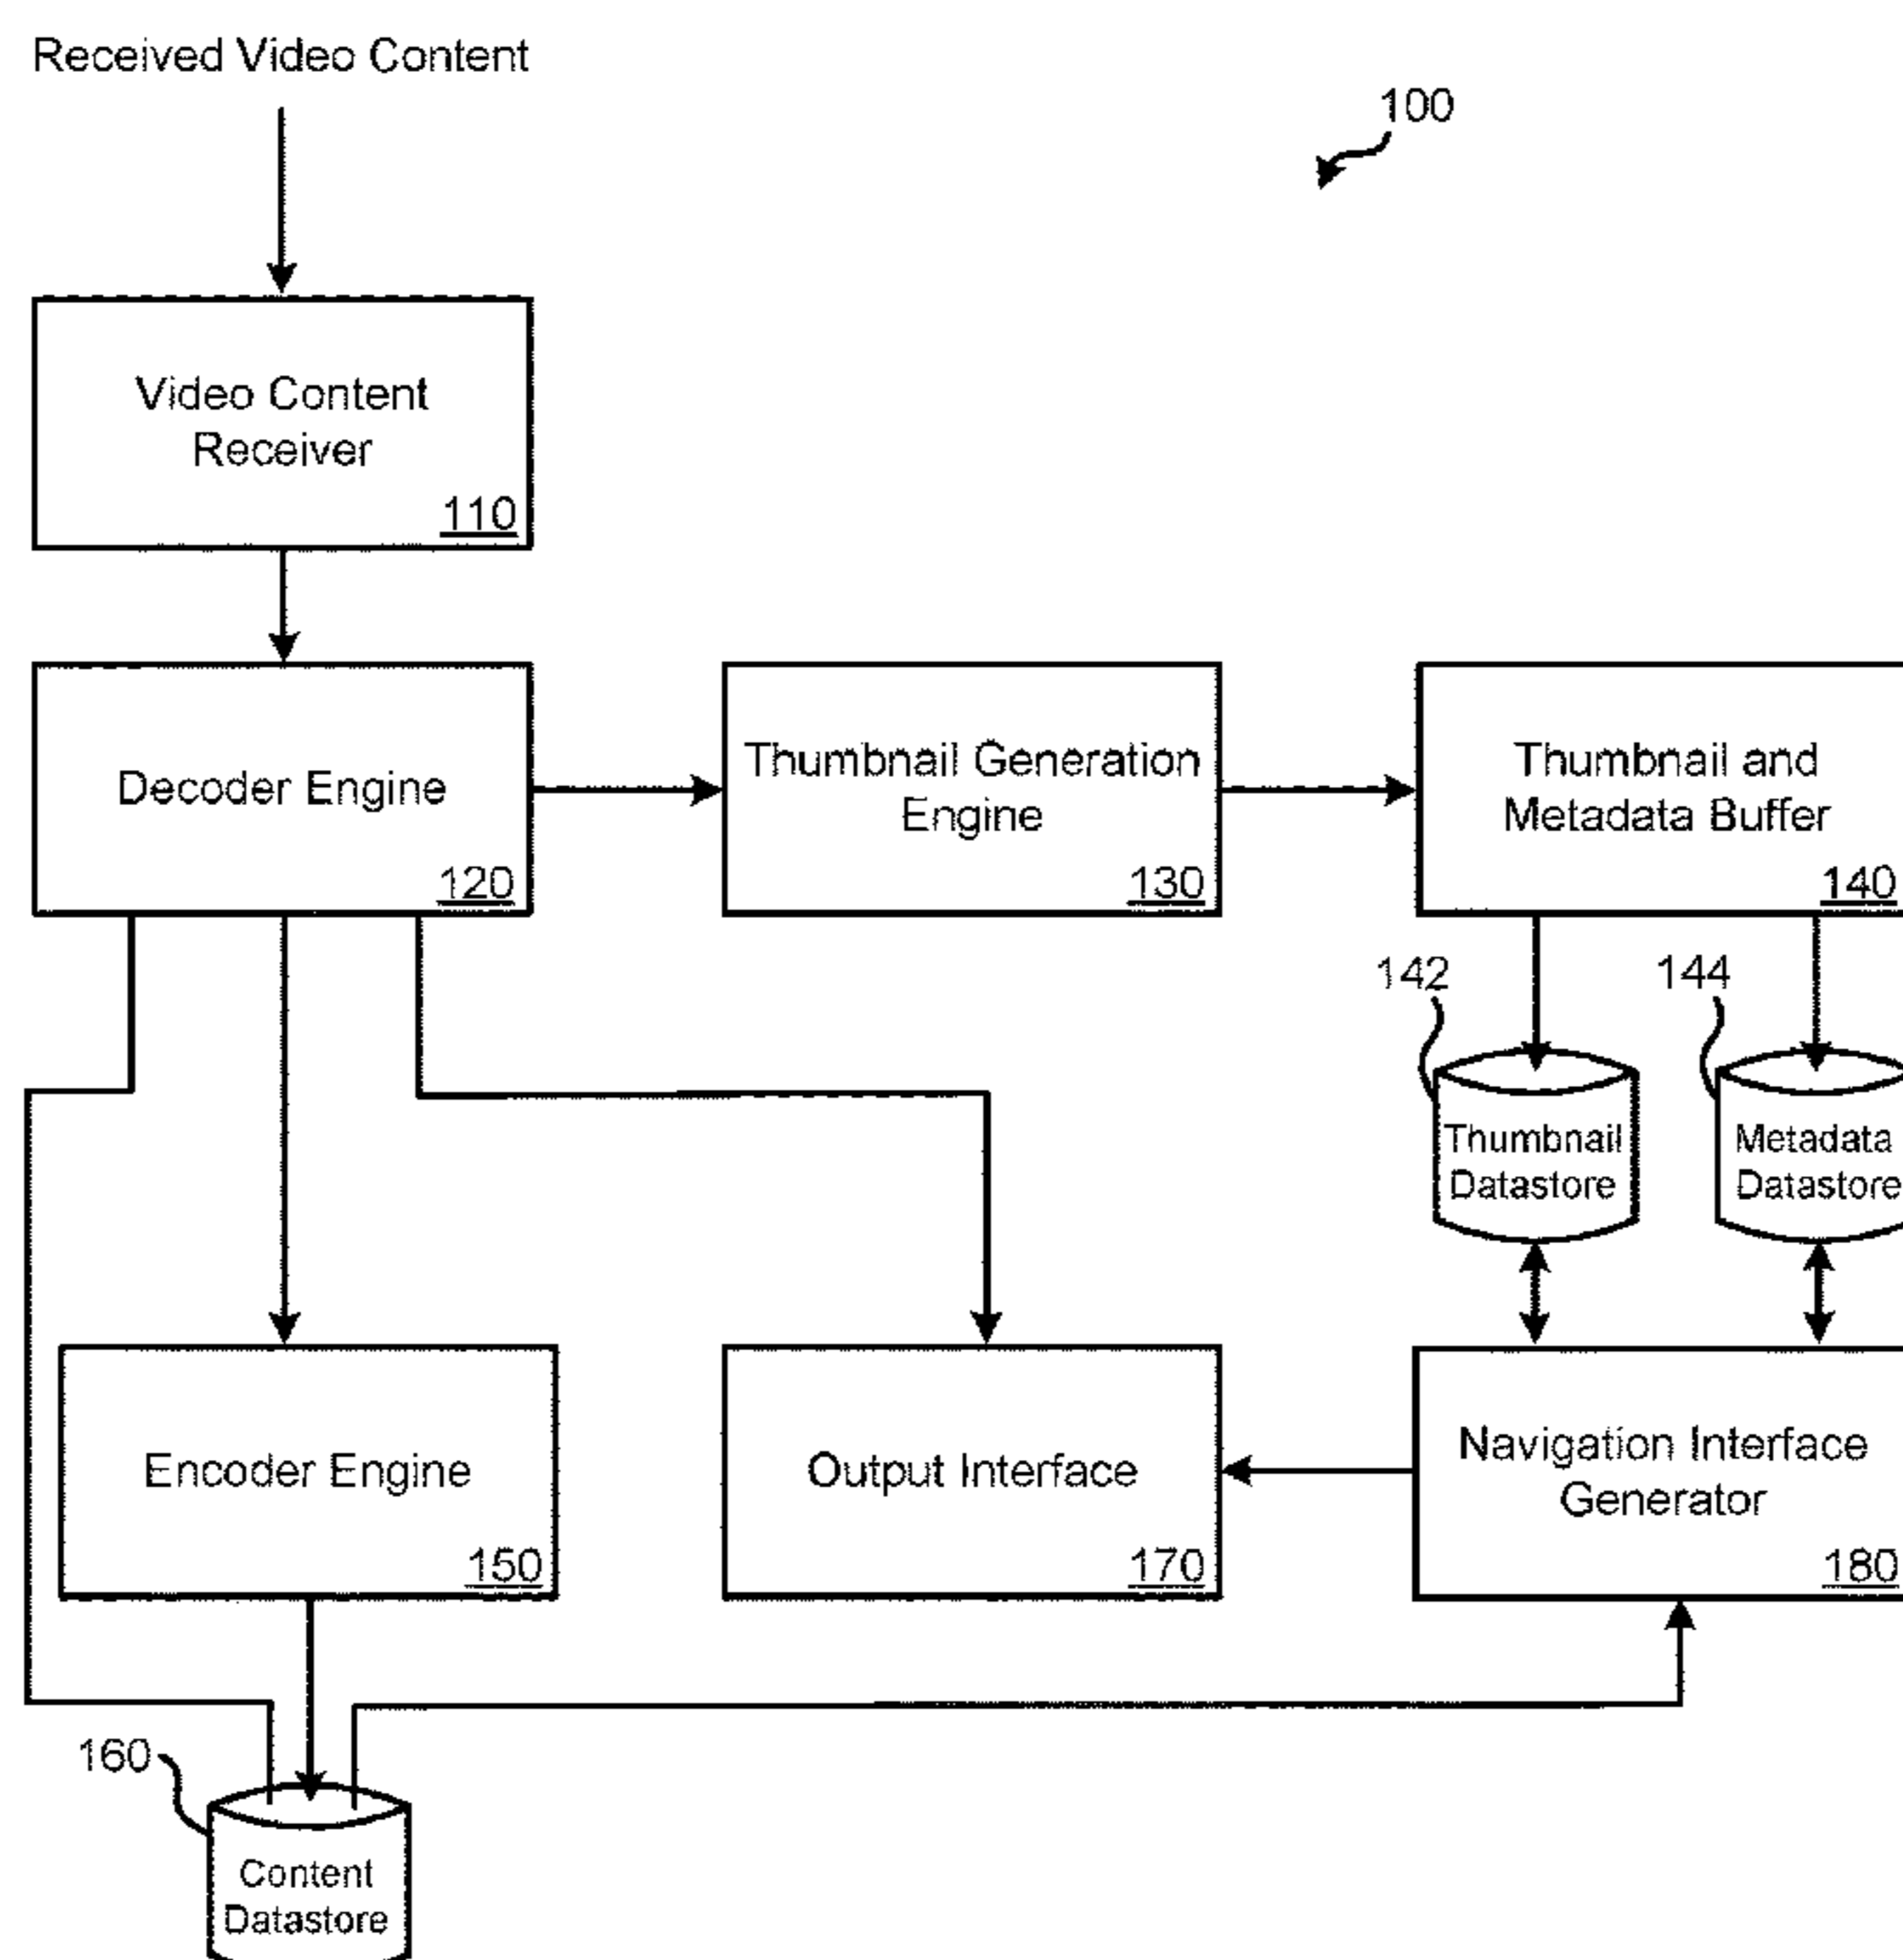 Received Video Content
100
Video Content
Receiver
110
Decoder Engine
120
Thumbnail Generation
Engine
130
Thumbnail and
Metadata Buffer
140
142
144
Thumbnail
Datastore
Metadata
Datastore
Encoder Engine
150
Output Interface
170
Navigation Interface
Generator
180
160
Content
Datastore